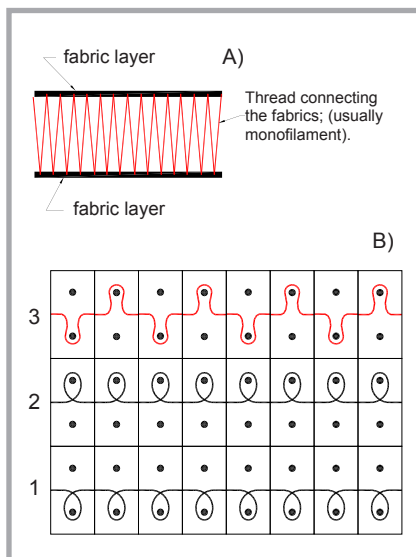 fabric layer
A)
Thread connecting
the fabrics; (usually
monofilament).
fabric layer
B)
3
2
1